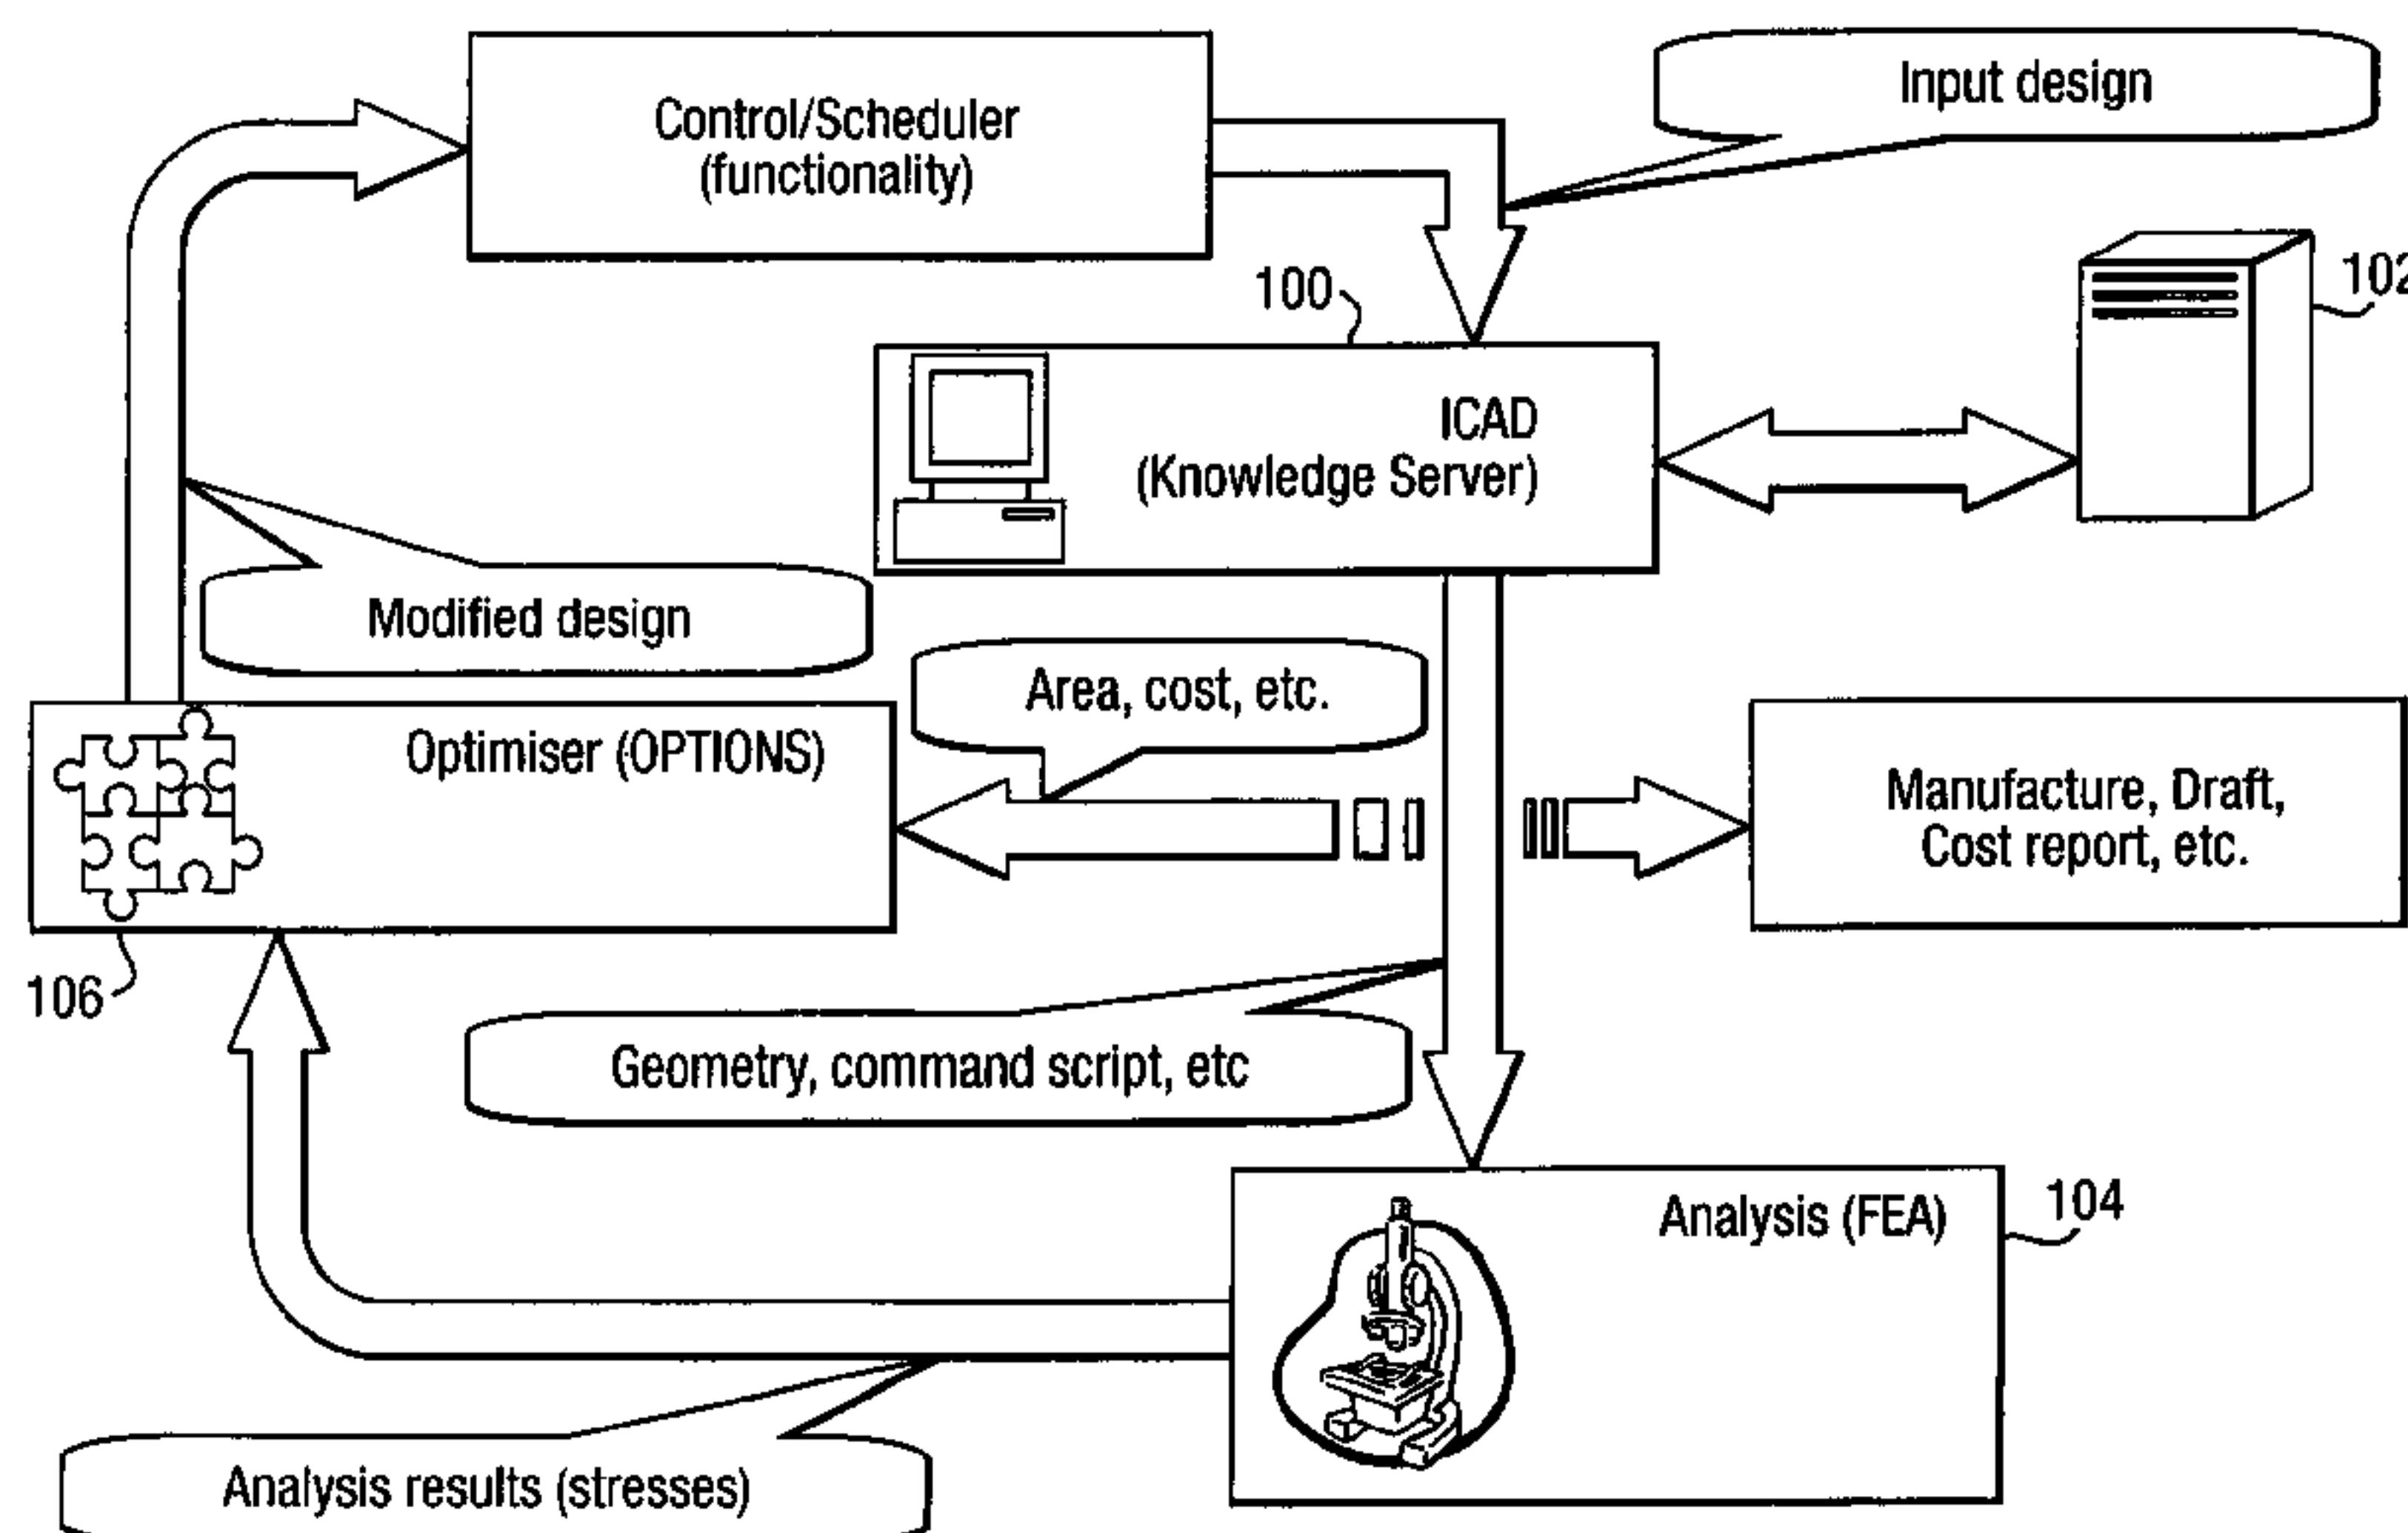 Control/Scheduler
(functionality)
Input design
100
102
ICAD
(Knowledge Server)
Modified design
Area, cost, etc.
Optimiser (OPTIONS)
Manufacture, Draft,
Cost report, etc.
106
Geometry, command script, etc
Analysis (FEA)
104
Analysis results (stresses)